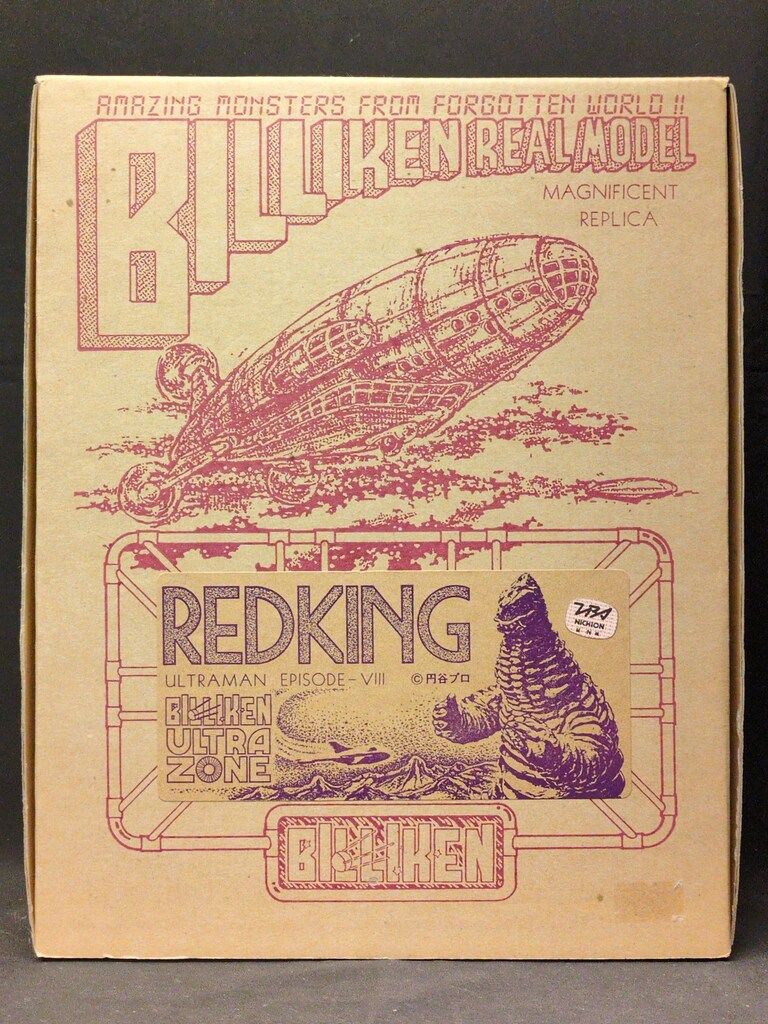 AMAZING MONSTERS FROM FORGOTTEN WORLD !!
BILLIKEN REAL MODEL
MAGNIFICENT
REPLICA
REDKING
ULTRAMAN EPISODE-VIII ©円谷プロ
BILLIKEN
ULTRA
ZONE
NICHION
BILLIKEN